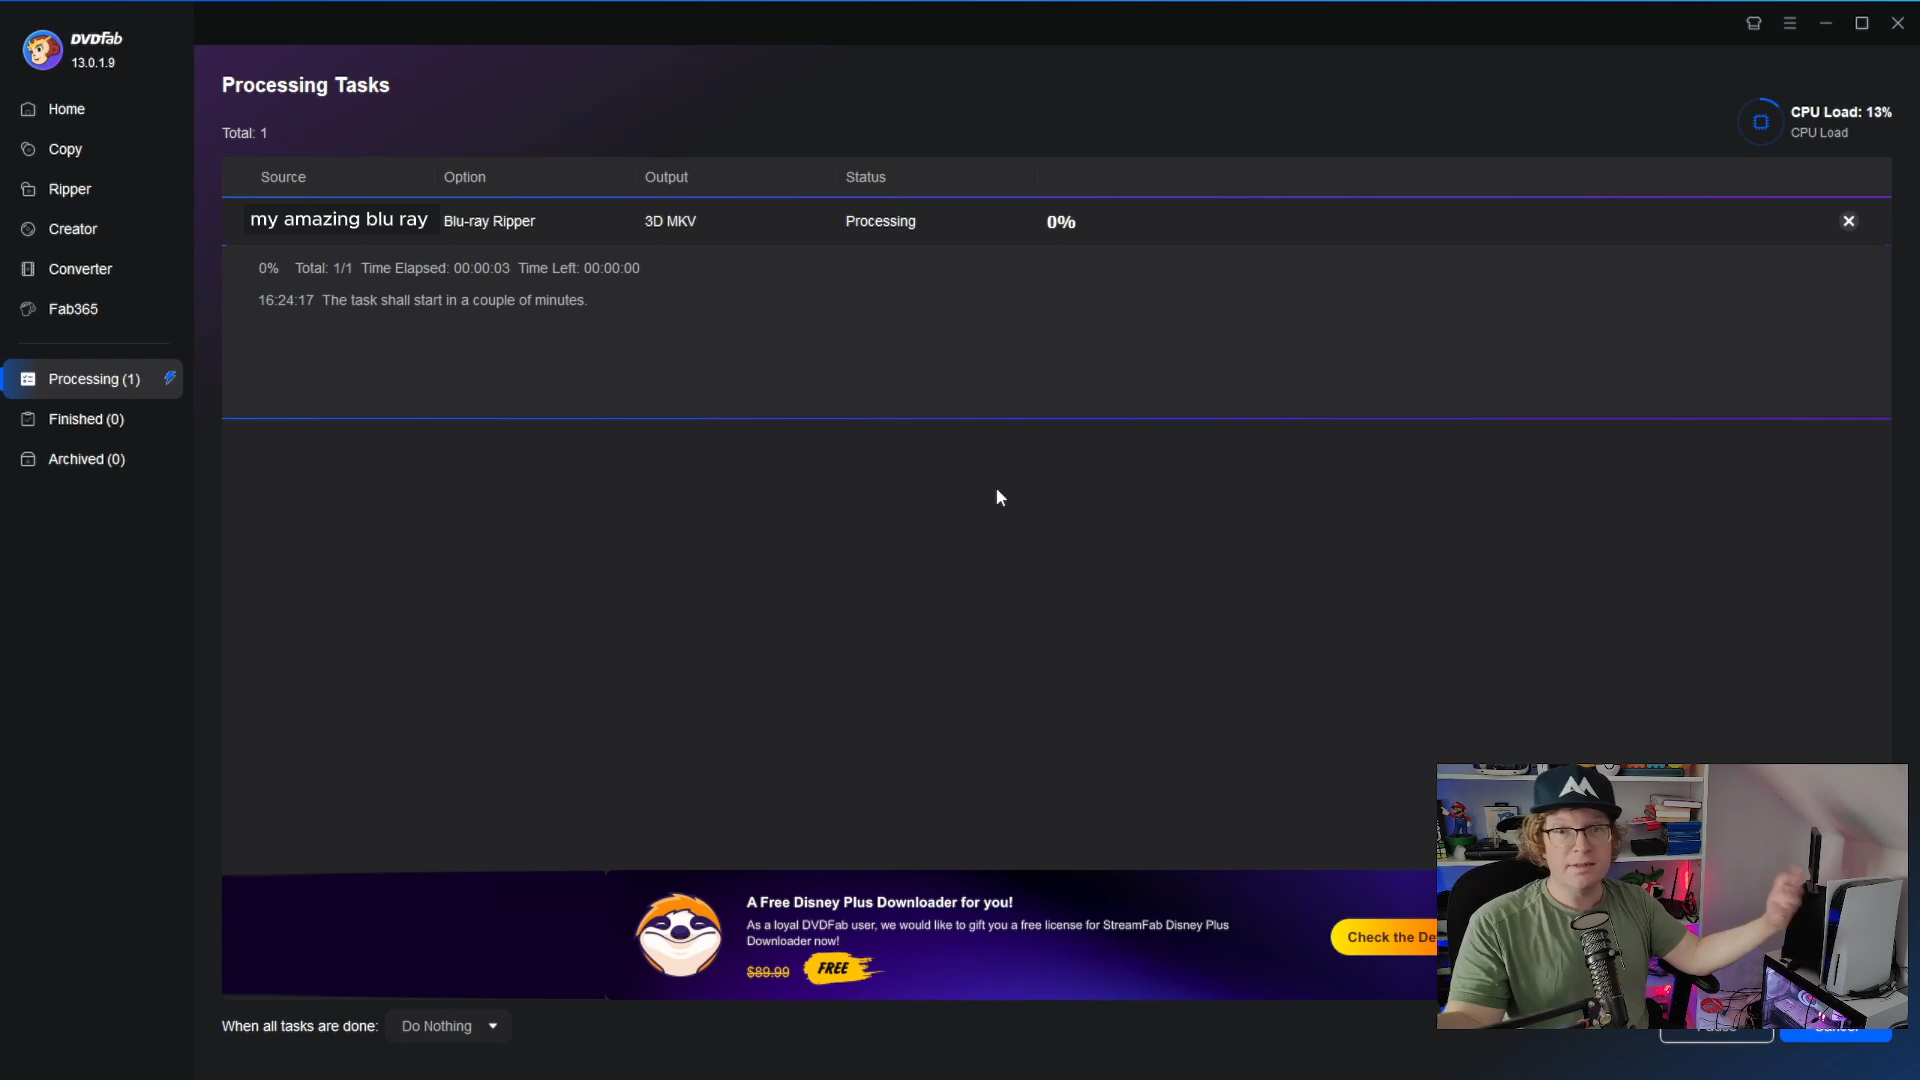 DVDFab
13.0.1.9
Home
Copy
Ripper
Creator
Converter
Fab365
Processing (1)
Finished (0)
Archived (0)
Processing Tasks
Total: 1
CPU Load: 13%
CPU Load
Source Option Output Status
my amazing blu ray Blu-ray Ripper 3D MKV Processing 0%
0% Total: 1/1 Time Elapsed: 00:00:03 Time Left: 00:00:00
16:24:17 The task shall start in a couple of minutes.
A Free Disney Plus Downloader for you!
As a loyal DVDFab user, we would like to gift you a free license for StreamFab Disney Plus
Downloader now!
$89.99 FREE
Check the De
When all tasks are done: Do Nothing